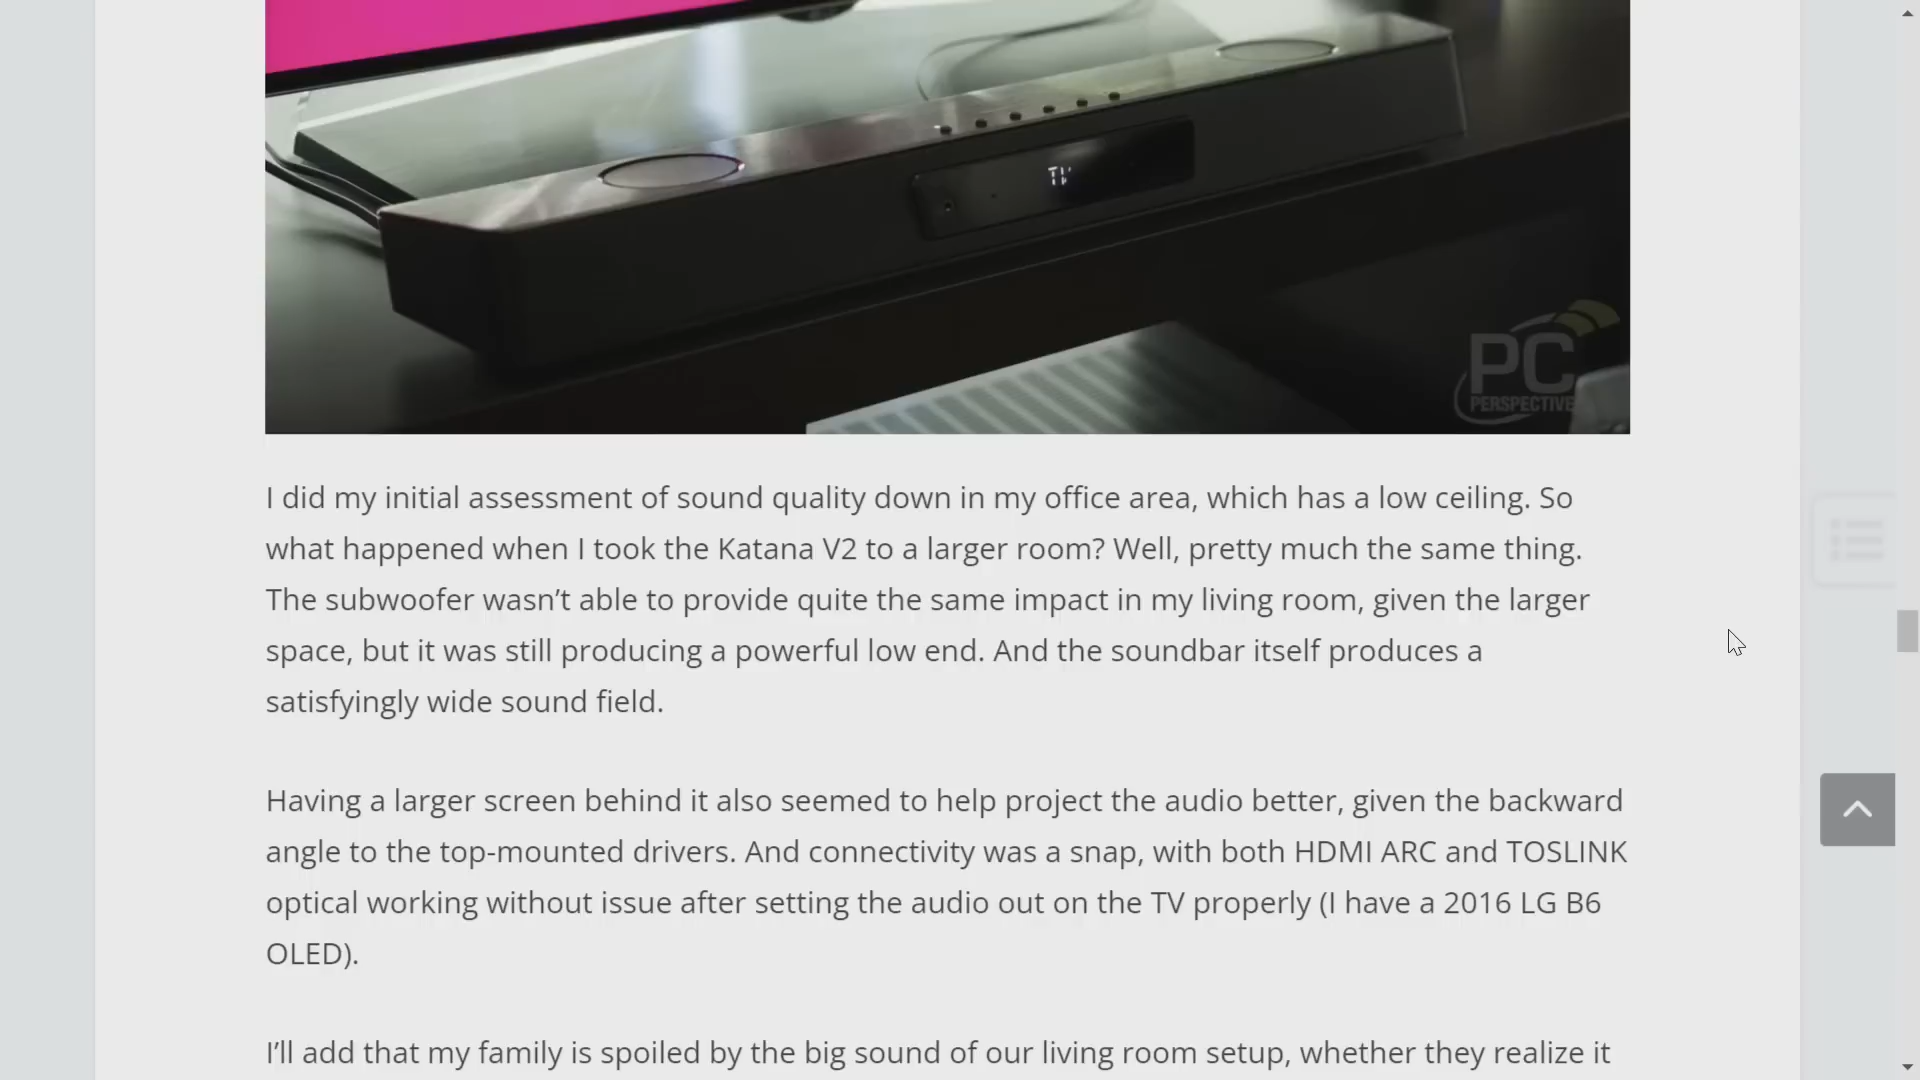 TV
PC
PERSPECTIVE
I did my initial assessment of sound quality down in my office area, which has a low ceiling. So
what happened when I took the Katana V2 to a larger room? Well, pretty much the same thing.
The subwoofer wasn’t able to provide quite the same impact in my living room, given the larger
space, but it was still producing a powerful low end. And the soundbar itself produces a
satisfyingly wide sound field.
Having a larger screen behind it also seemed to help project the audio better, given the backward
angle to the top-mounted drivers. And connectivity was a snap, with both HDMI ARC and TOSLINK
optical working without issue after setting the audio out on the TV properly (I have a 2016 LG B6
OLED).
I’ll add that my family is spoiled by the big sound of our living room setup, whether they realize it